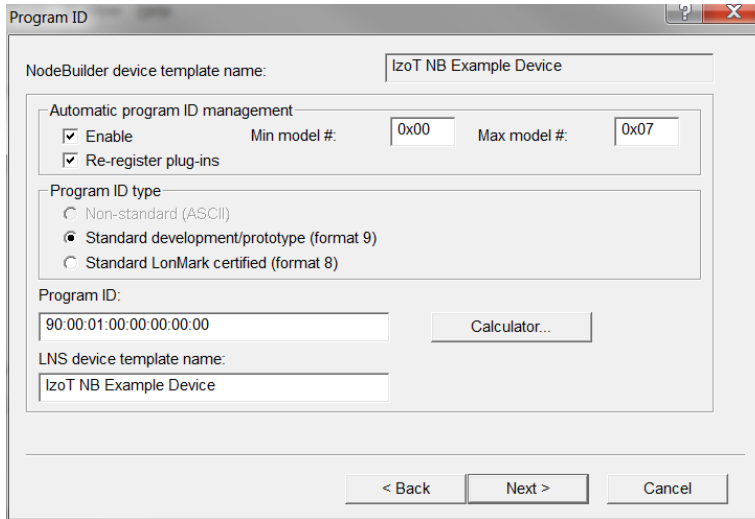 Program ID
NodeBuilder device template name: IzoT NB Example Device
Automatic program ID management
Enable Min model #: 0x00 Max model #: 0x07
Re-register plug-ins
Program ID type
Non-standard (ASCII)
Standard development/prototype (format 9)
Standard LonMark certified (format 8)
Program ID:
90:00:01:00:00:00:00:00 Calculator...
LNS device template name:
IzoT NB Example Device
< Back Next > Cancel